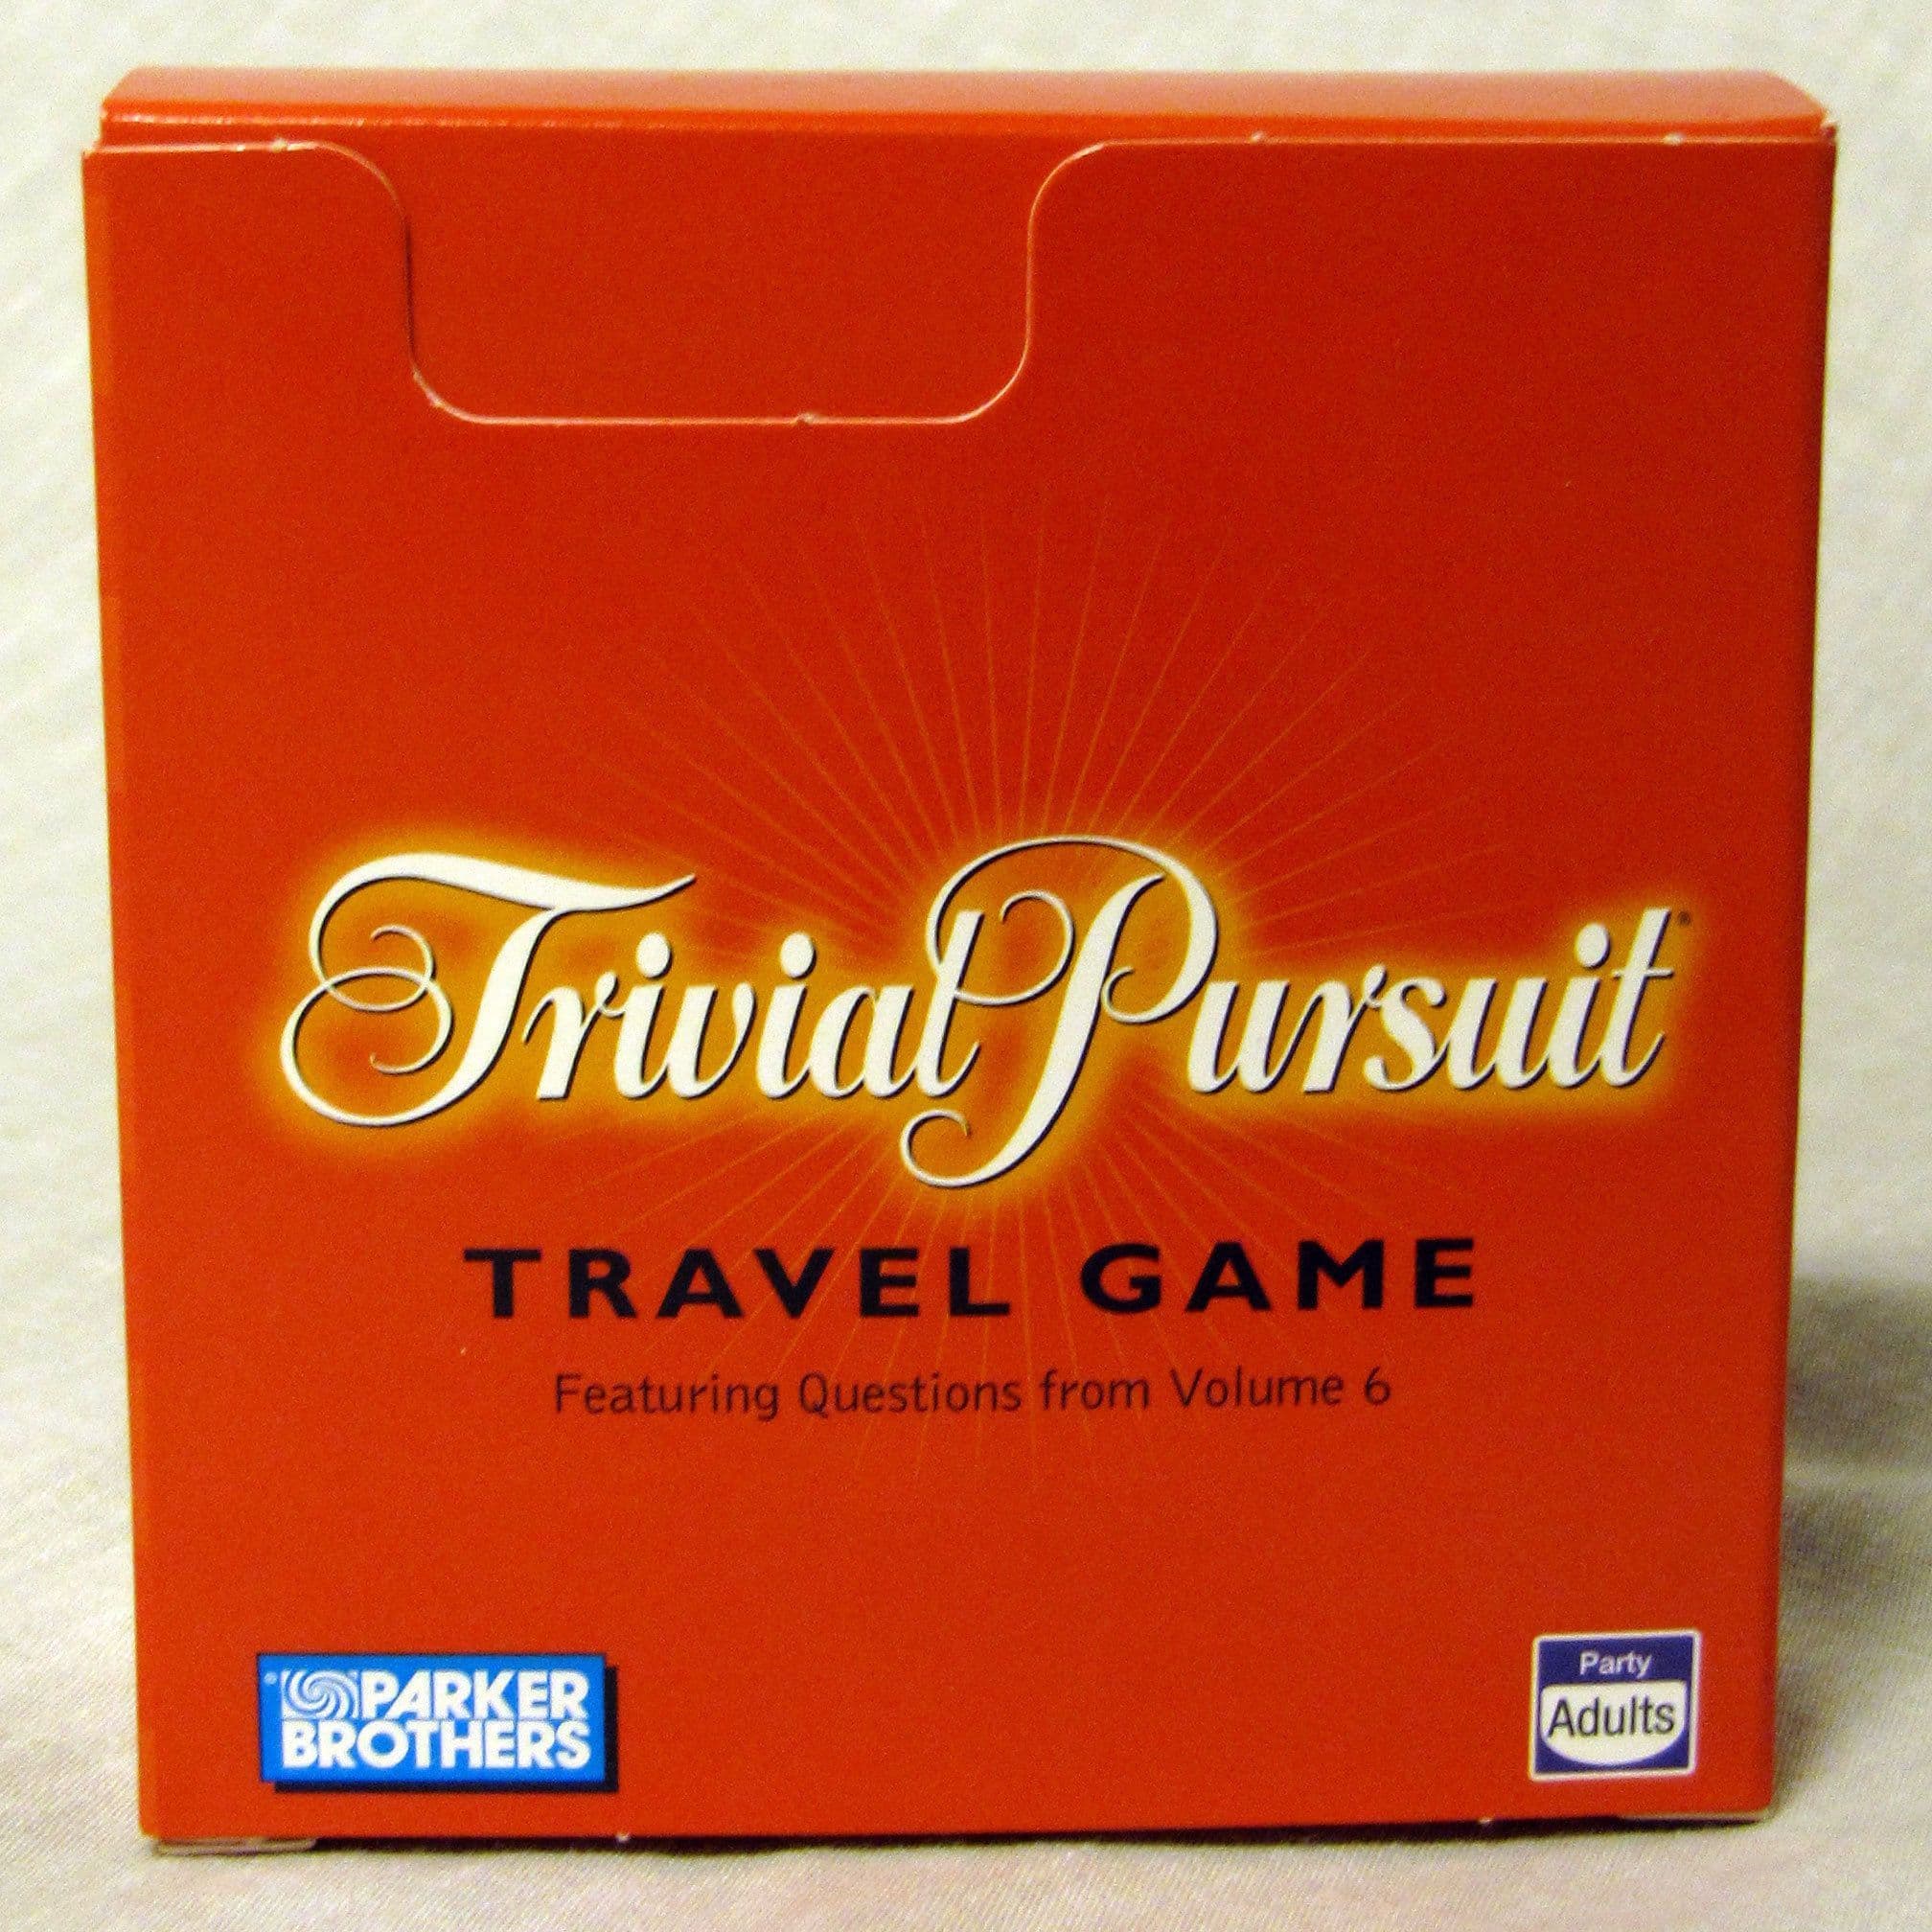 Trivial Pursuit®
TRAVEL GAME
Featuring Questions from Volume 6
® PARKER
BROTHERS
Party
Adults